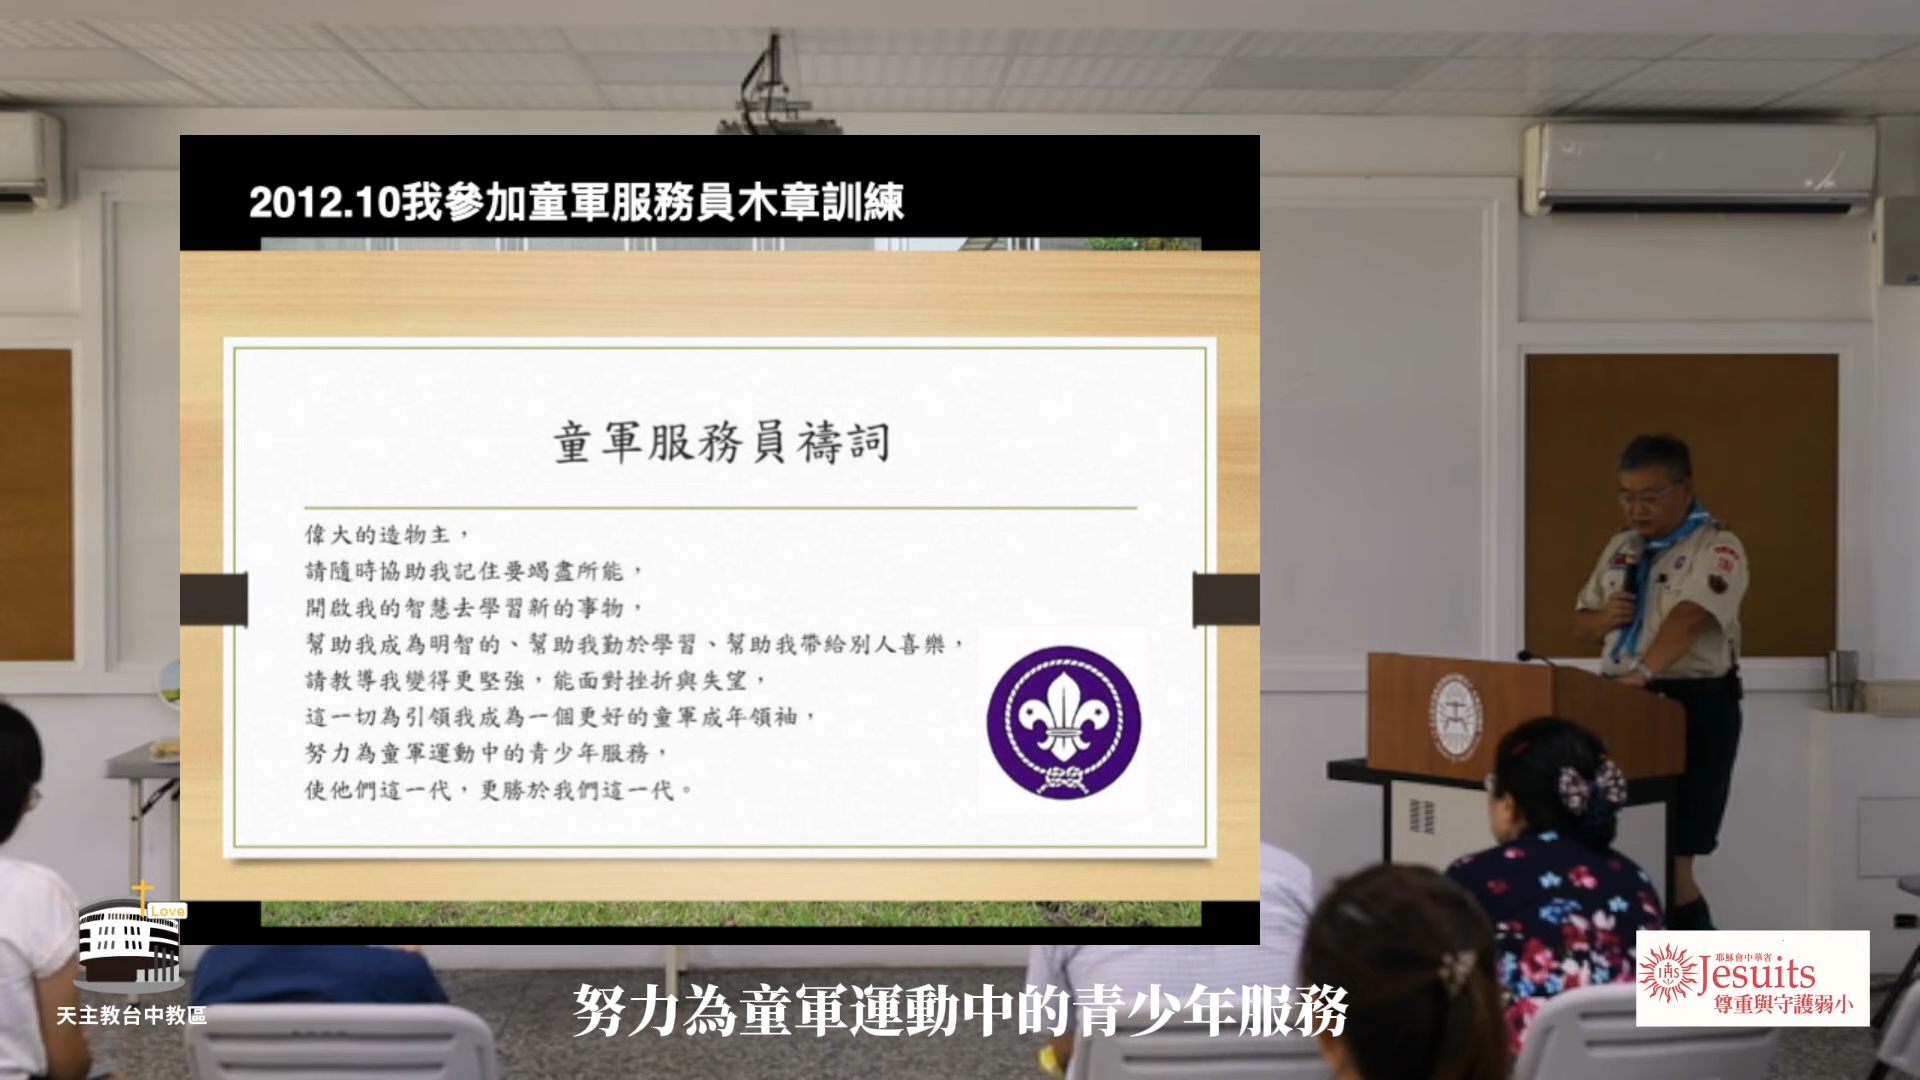 2012.10我參加童軍服務員木章訓練
童軍服務員禱詞
偉大的造物主，
請隨時協助我記住要竭盡所能，
開啟我的智慧去學習新的事物，
幫助我成為明智的、幫助我勤於學習、幫助我帶給別人喜樂，
請教導我變得更堅強，能面對挫折與失望，
這一切為引領我成為一個更好的童軍成年領袖，
努力為童軍運動中的青少年服務，
使他們這一代，更勝於我們這一代。
Love
天主教台中教區
努力為童軍運動中的青少年服務
IHS
耶穌會中華省
Jesuits
尊重與守護弱小